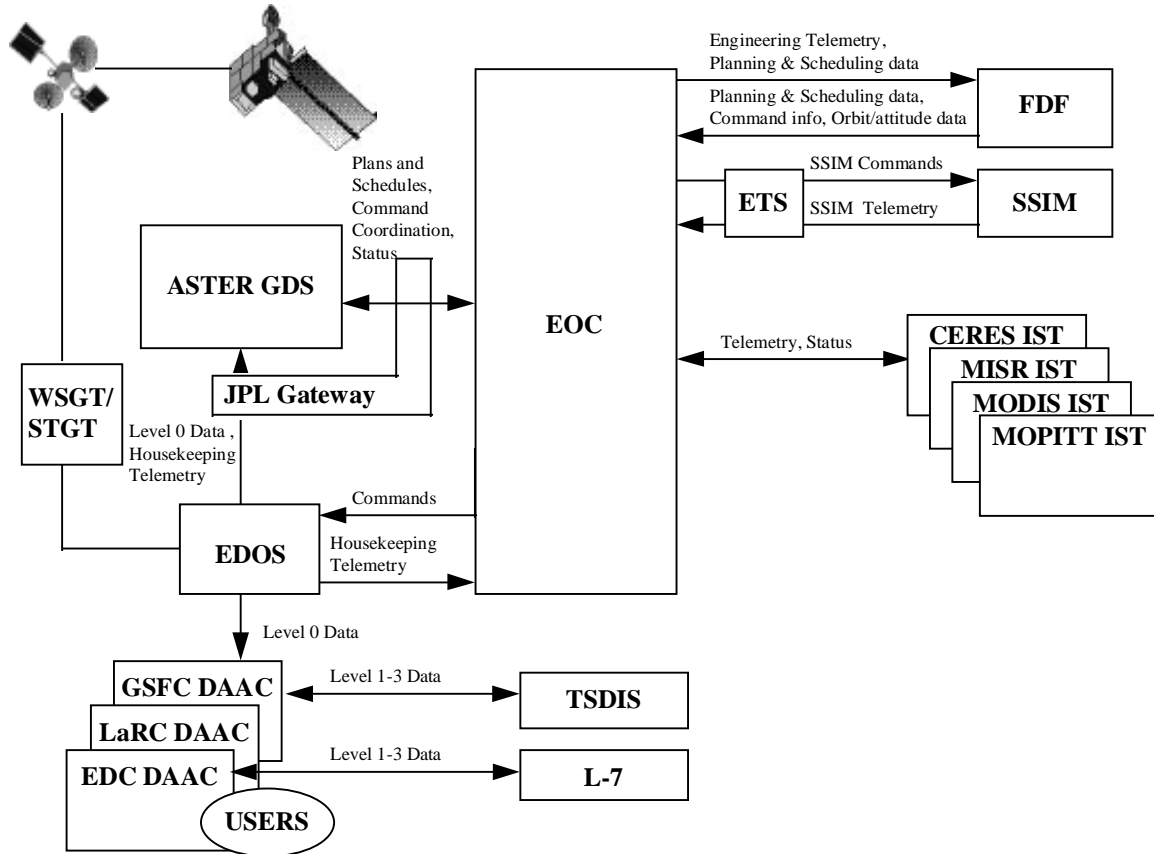 Engineering Telemetry,
Planning & Scheduling data
Planning & Scheduling data,
Command info, Orbit/attitude data
FDF
SSIM Commands
ETS
SSIM Telemetry
SSIM
Plans and
Schedules,
Command
Coordination,
Status
ASTER GDS
EOC
Telemetry, Status
CERES IST
MISR IST
MODIS IST
MOPITT IST
JPL Gateway
WSGT/
STGT
Level 0 Data ,
Housekeeping
Telemetry
Commands
EDOS
Housekeeping
Telemetry
Level 0 Data
GSFC DAAC
Level 1-3 Data
TSDIS
LaRC DAAC
EDC DAAC
Level 1-3 Data
L-7
USERS